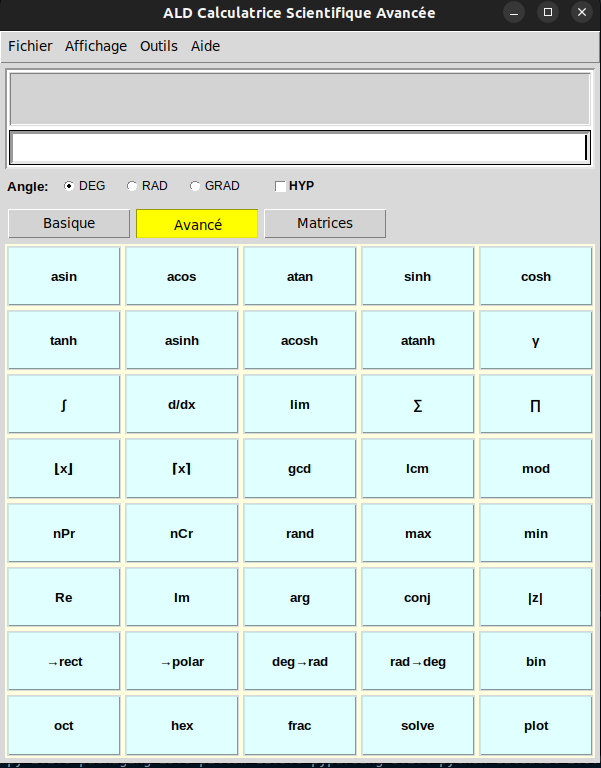 ALD Calculatrice Scientifique Avancée
Fichier Affichage Outils Aide
Angle: DEG RAD GRAD HYP
Basique Avancé Matrices
asin acos atan sinh cosh
tanh asinh acosh atanh γ
∫ d/dx lim ∑ ∏
⌊x⌋ ⌈x⌉ gcd lcm mod
nPr nCr rand max min
Re Im arg conj |z|
→rect →polar deg→rad rad→deg bin
oct hex frac solve plot